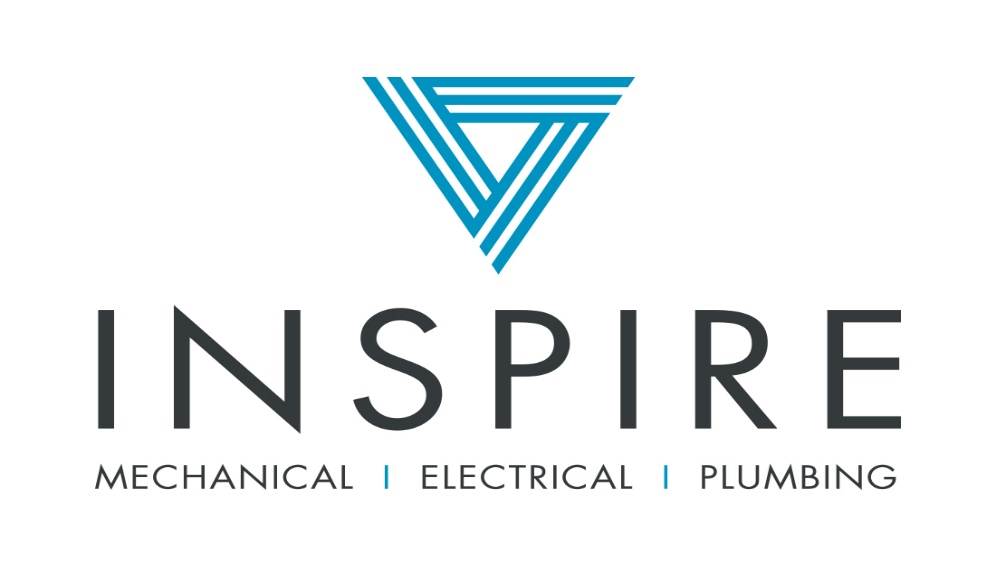 INSPIRE
MECHANICAL | ELECTRICAL | PLUMBING